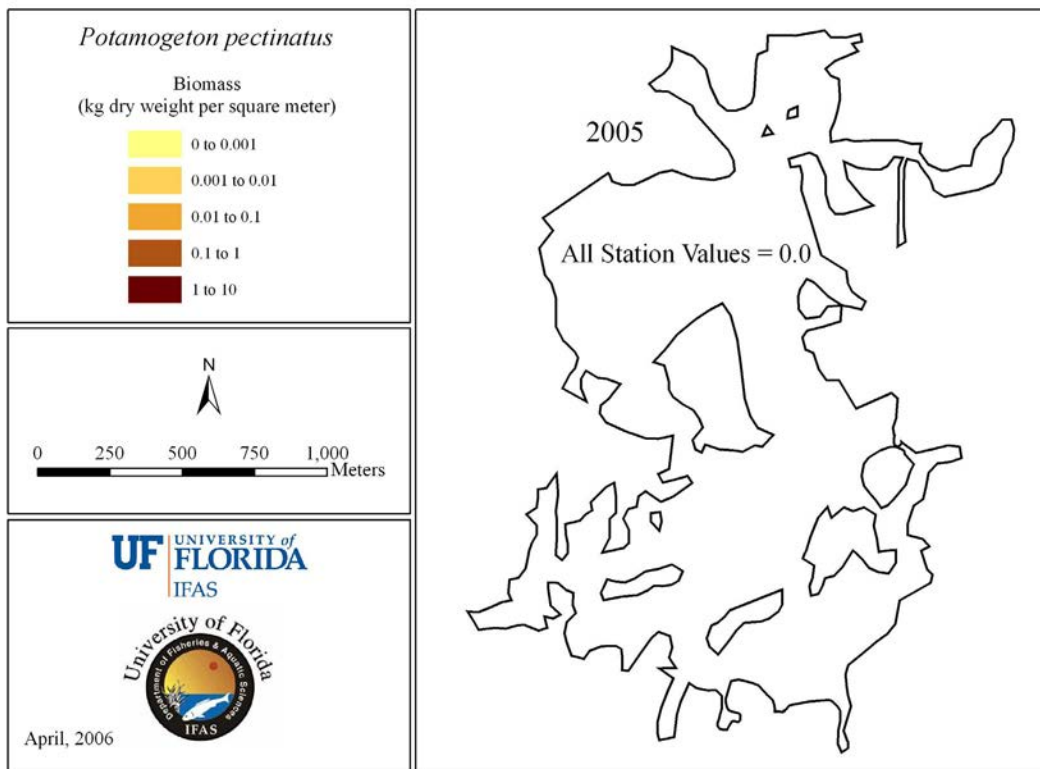 Potamogeton pectinatus
Biomass
(kg dry weight per square meter)
0 to 0.001
0.001 to 0.01
0.01 to 0.1
0.1 to 1
1 to 10
N
0 250 500 750 1,000
Meters
UF UNIVERSITY of
FLORIDA
IFAS
University of Florida
Department of Fisheries & Aquatic Sciences
IFAS
April, 2006
2005
All Station Values = 0.0